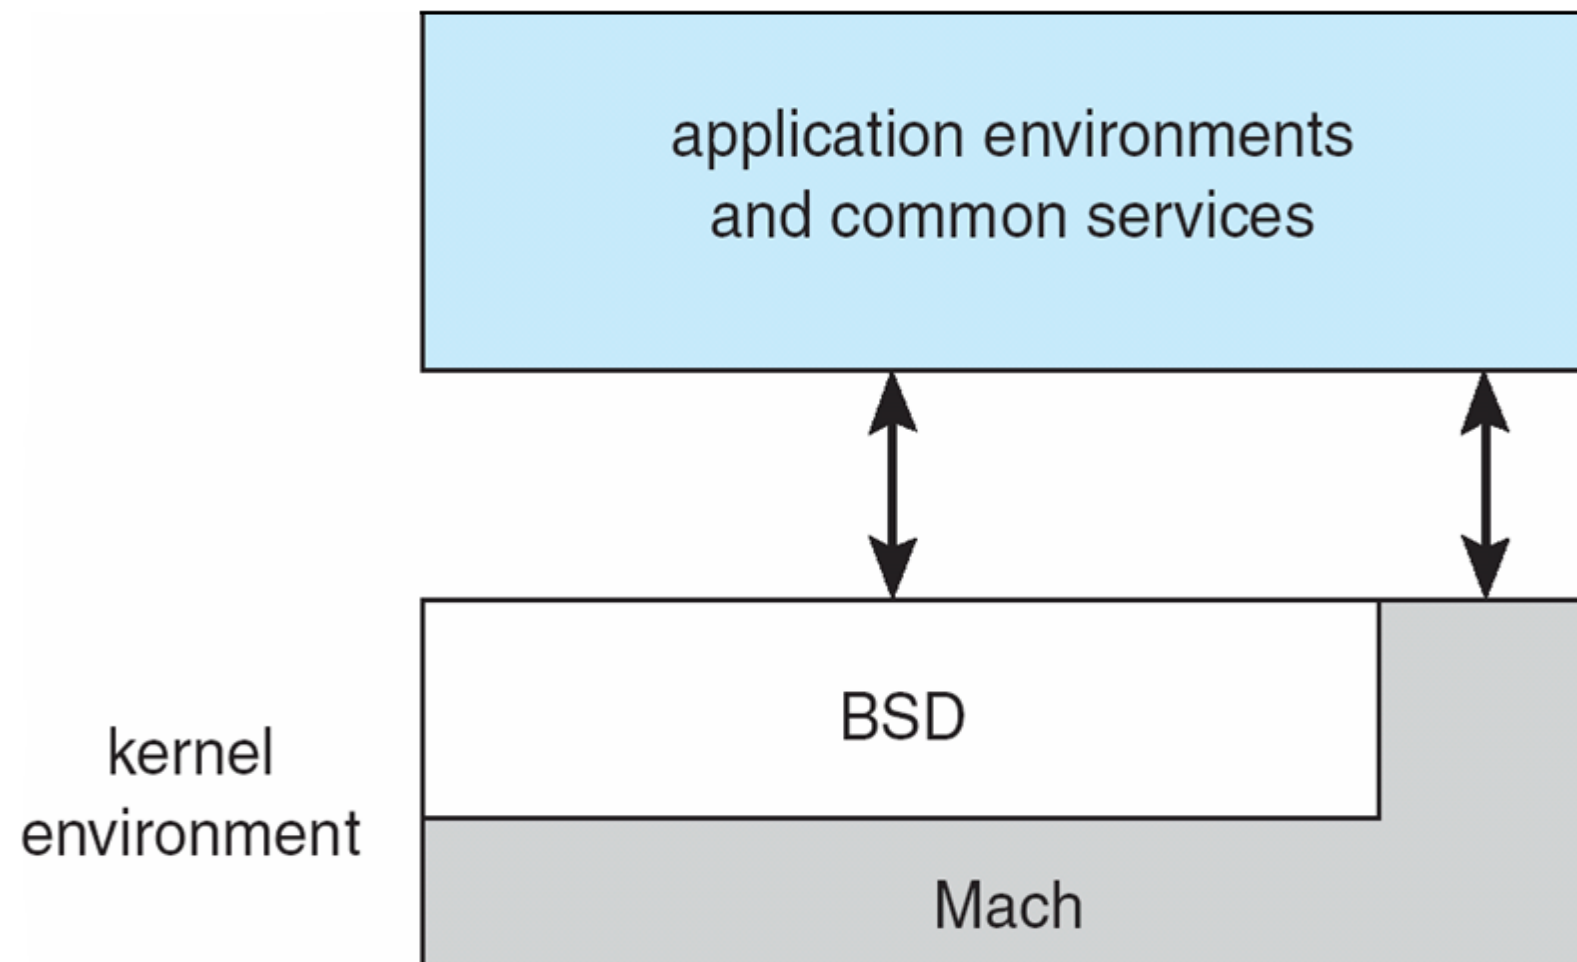 application environments
and common services
BSD
kernel
environment
Mach